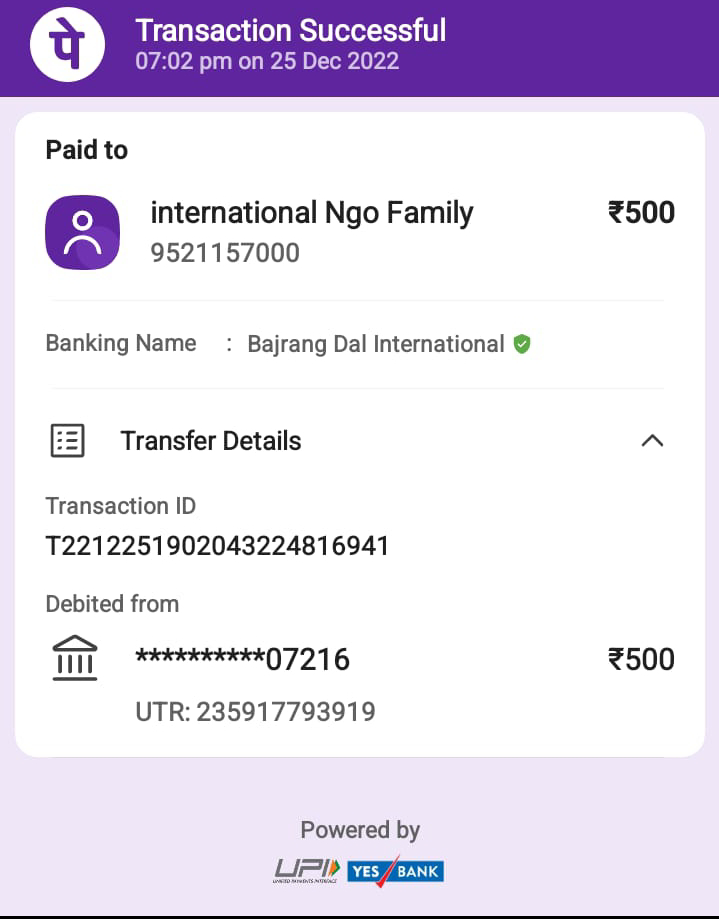 पे
Transaction Successful
07:02 pm on 25 Dec 2022
Paid to
international Ngo Family ₹500
9521157000
Banking Name : Bajrang Dal International
Transfer Details
Transaction ID
T2212251902043224816941
Debited from
**********07216 ₹500
UTR: 235917793919
Powered by
UPI YES BANK
UNIFIED PAYMENTS INTERFACE